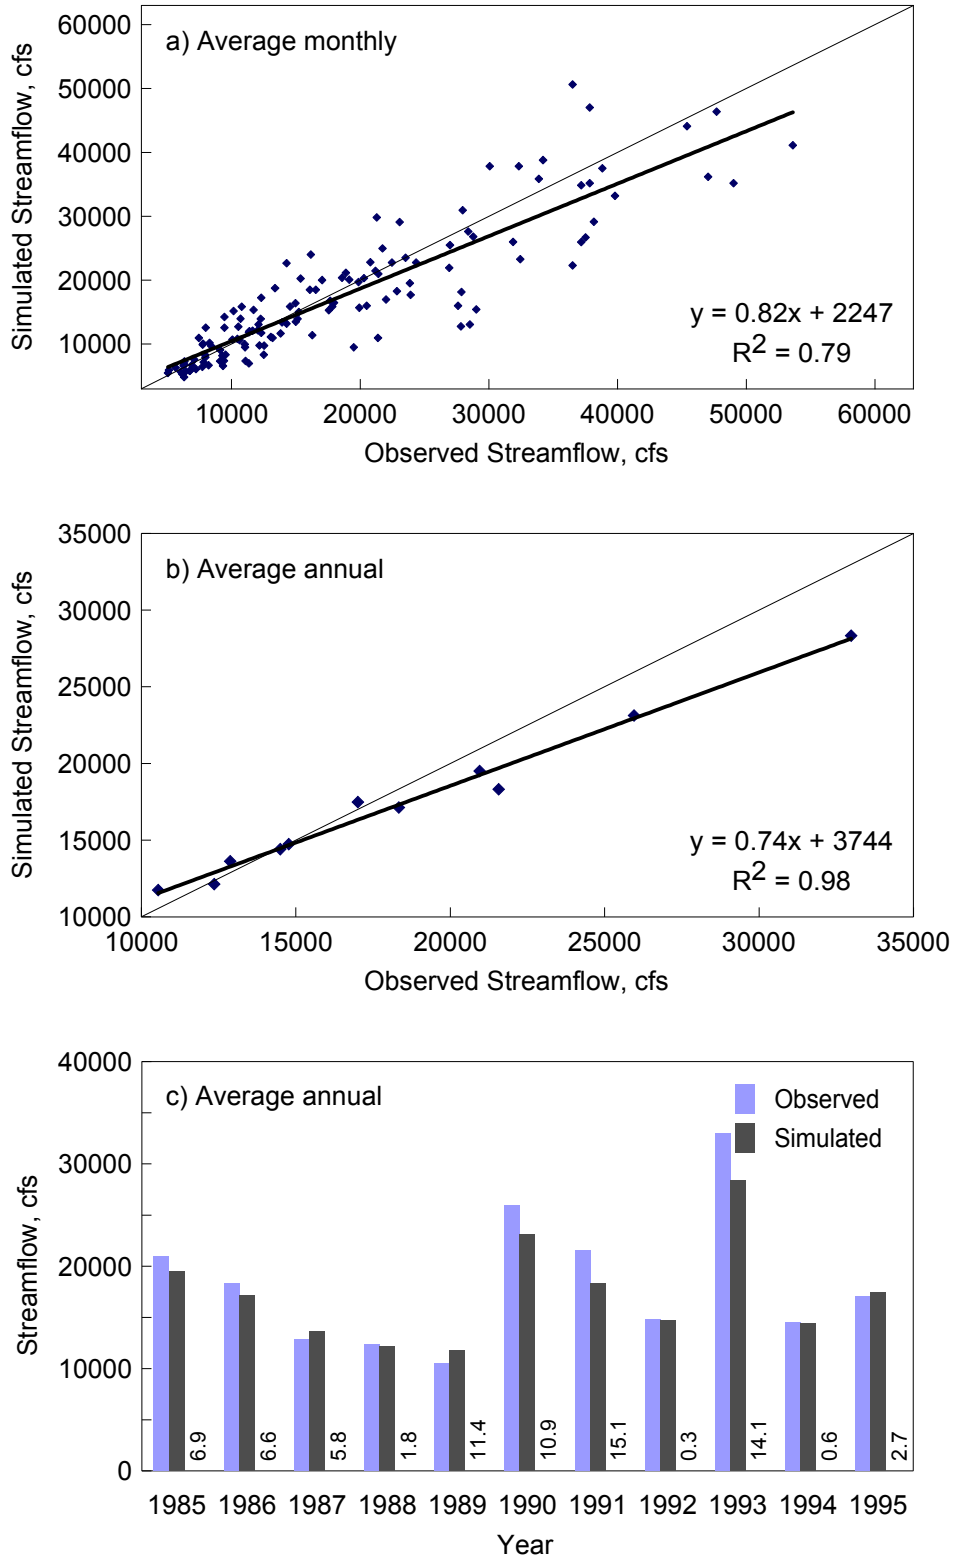 a) Average monthly
60000
50000
40000
30000
20000
10000
Simulated Streamflow, cfs
y = 0.82x + 2247
R2 = 0.79
10000 20000 30000 40000 50000 60000
Observed Streamflow, cfs
b) Average annual
35000
30000
25000
20000
15000
10000
Simulated Streamflow, cfs
y = 0.74x + 3744
R2 = 0.98
10000 15000 20000 25000 30000 35000
Observed Streamflow, cfs
c) Average annual
Observed
Simulated
40000
30000
20000
10000
0
Streamflow, cfs
6.9 6.6 5.8 1.8 11.4 10.9 15.1 0.3 14.1 0.6 2.7
1985 1986 1987 1988 1989 1990 1991 1992 1993 1994 1995
Year